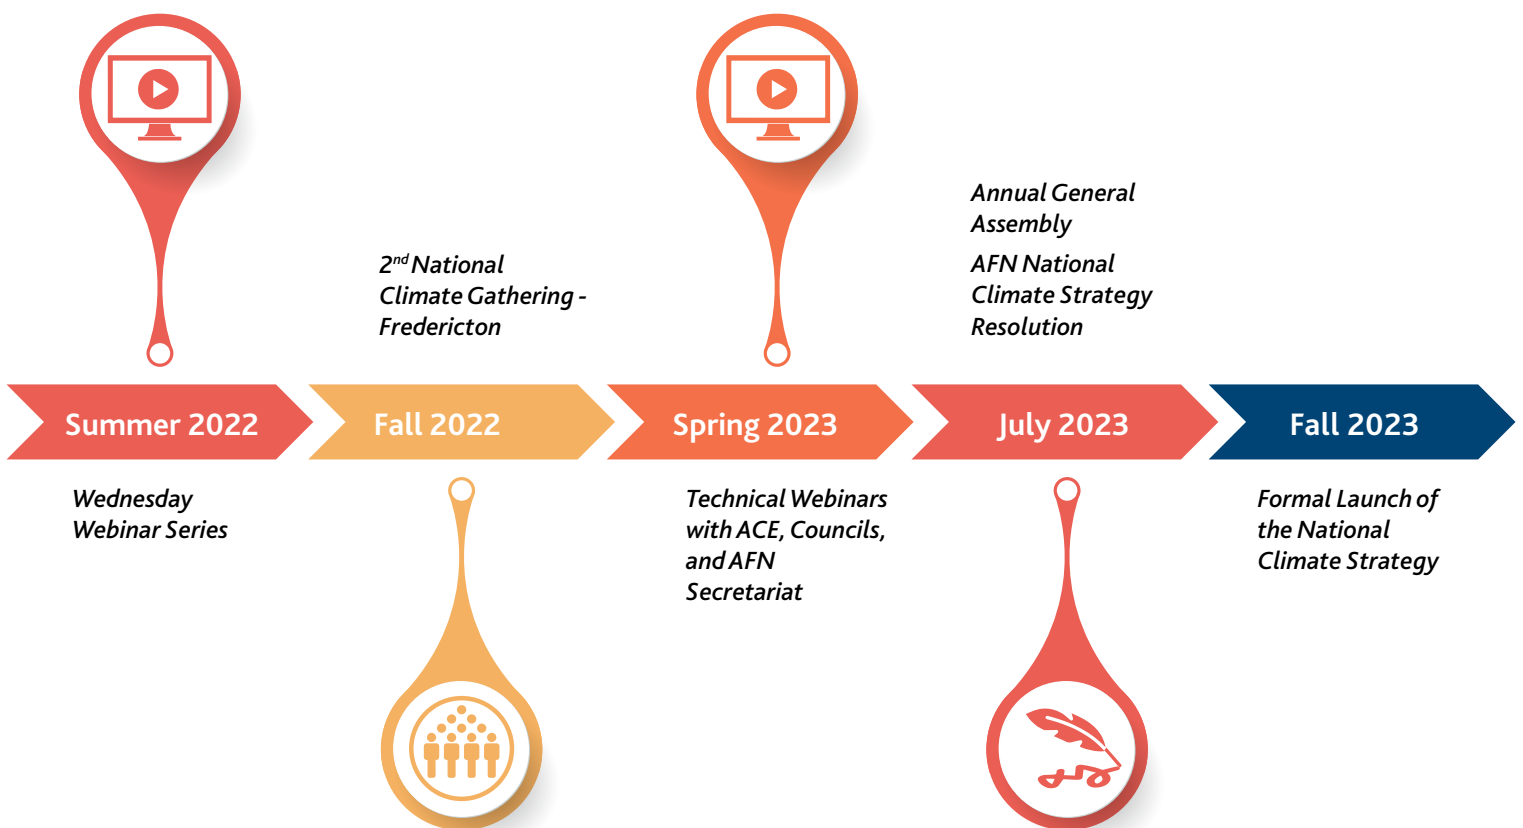 Annual General
Assembly
AFN National
Climate Strategy
Resolution
2nd National
Climate Gathering -
Fredericton
Summer 2022
Fall 2022
Spring 2023
July 2023
Fall 2023
Wednesday
Webinar Series
Technical Webinars
with ACE, Councils,
and AFN
Secretariat
Formal Launch of
the National
Climate Strategy